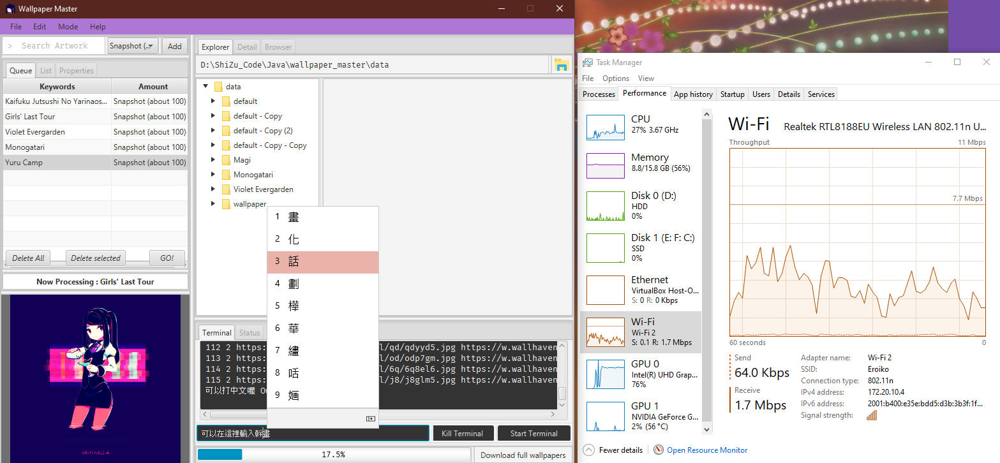 Wallpaper Master
File Edit Mode Help
> Search Artwork Snapshot (... Add
Queue List Properties
Keywords Amount
Kaifuku Jutsushi No Yarinaos... Snapshot (about 100)
Girls' Last Tour Snapshot (about 100)
Violet Evergarden Snapshot (about 100)
Monogatari Snapshot (about 100)
Yuru Camp Snapshot (about 100)
Delete All Delete selected GO!
Now Processing : Girls' Last Tour
VA-11 HALL-A
Explorer Detail Browser
D:\ShiZu_Code\Java\wallpaper_master\data
data
default
default - Copy
default - Copy (2)
default - Copy - Copy
Magi
Monogatari
Violet Evergarden
wallpaper
1 畫
2 化
3 話
4 劃
5 樺
6 華
7 繣
8 咶
9 婳
Terminal Status
112 2 https: l/qd/qdyyd5.jpg https://w.wallhaven
113 2 https: l/od/odp7gm.jpg https://w.wallhaven
114 2 https: l/6q/6q8el6.jpg https://w.wallhaven
115 2 https: l/j8/j8glm5.jpg https://w.wallhaven
可以打中文喔
可以在這裡輸入幹畫
Kill Terminal Start Terminal
17.5% Download full wallpapers
Task Manager
File Options View
Processes Performance App history Startup Users Details Services
CPU
27% 3.67 GHz
Memory
8.8/15.8 GB (56%)
Disk 0 (D:)
HDD
0%
Disk 1 (E: F: C:)
SSD
0%
Ethernet
VirtualBox Host-O...
S: 0 R: 0 Kbps
Wi-Fi
Wi-Fi 2
S: 0.1 R: 1.7 Mbps
GPU 0
Intel(R) UHD Grap...
76%
GPU 1
NVIDIA GeForce G...
2% (56 °C)
Wi-Fi Realtek RTL8188EU Wireless LAN 802.11n U...
Throughput 11 Mbps
7.7 Mbps
60 seconds 0
Send
64.0 Kbps
Receive
1.7 Mbps
Adapter name: Wi-Fi 2
SSID: Eroiko
Connection type: 802.11n
IPv4 address: 172.20.10.4
IPv6 address: 2001:b400:e35e:bdd5:d3b:3b3f:1f...
Signal strength:
Fewer details Open Resource Monitor